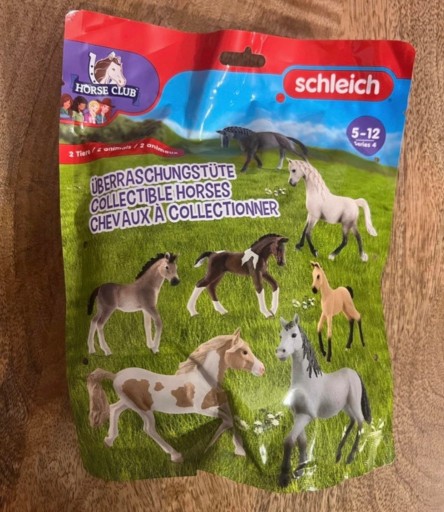 HORSE CLUB
schleich
5-12
Series 4
2 Tiere / 2 animals / 2 animaux
ÜBERRASCHUNGSTÜTE
COLLECTIBLE HORSES
CHEVAUX À COLLECTIONNER